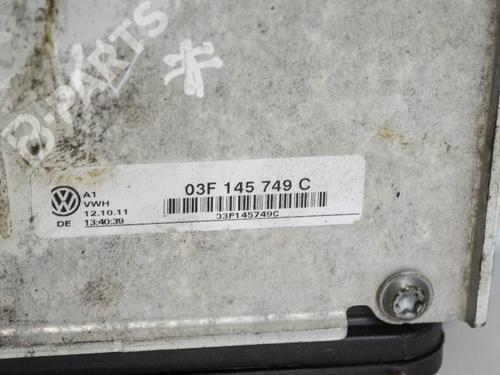 B-PARTS
03F 145 749 C
A1
VWH
12.10.11
DE 13:40:39
03F145749C